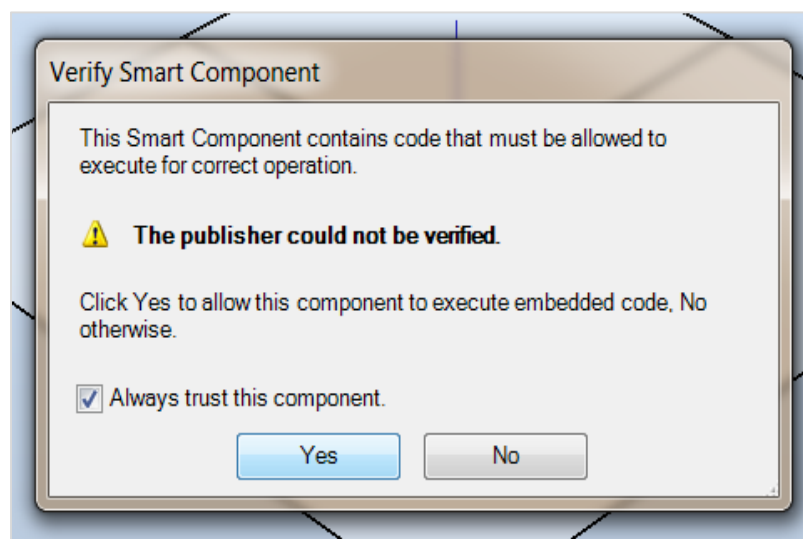 Verify Smart Component
This Smart Component contains code that must be allowed to
execute for correct operation.
The publisher could not be verified.
Click Yes to allow this component to execute embedded code, No
otherwise.
Always trust this component.
Yes No